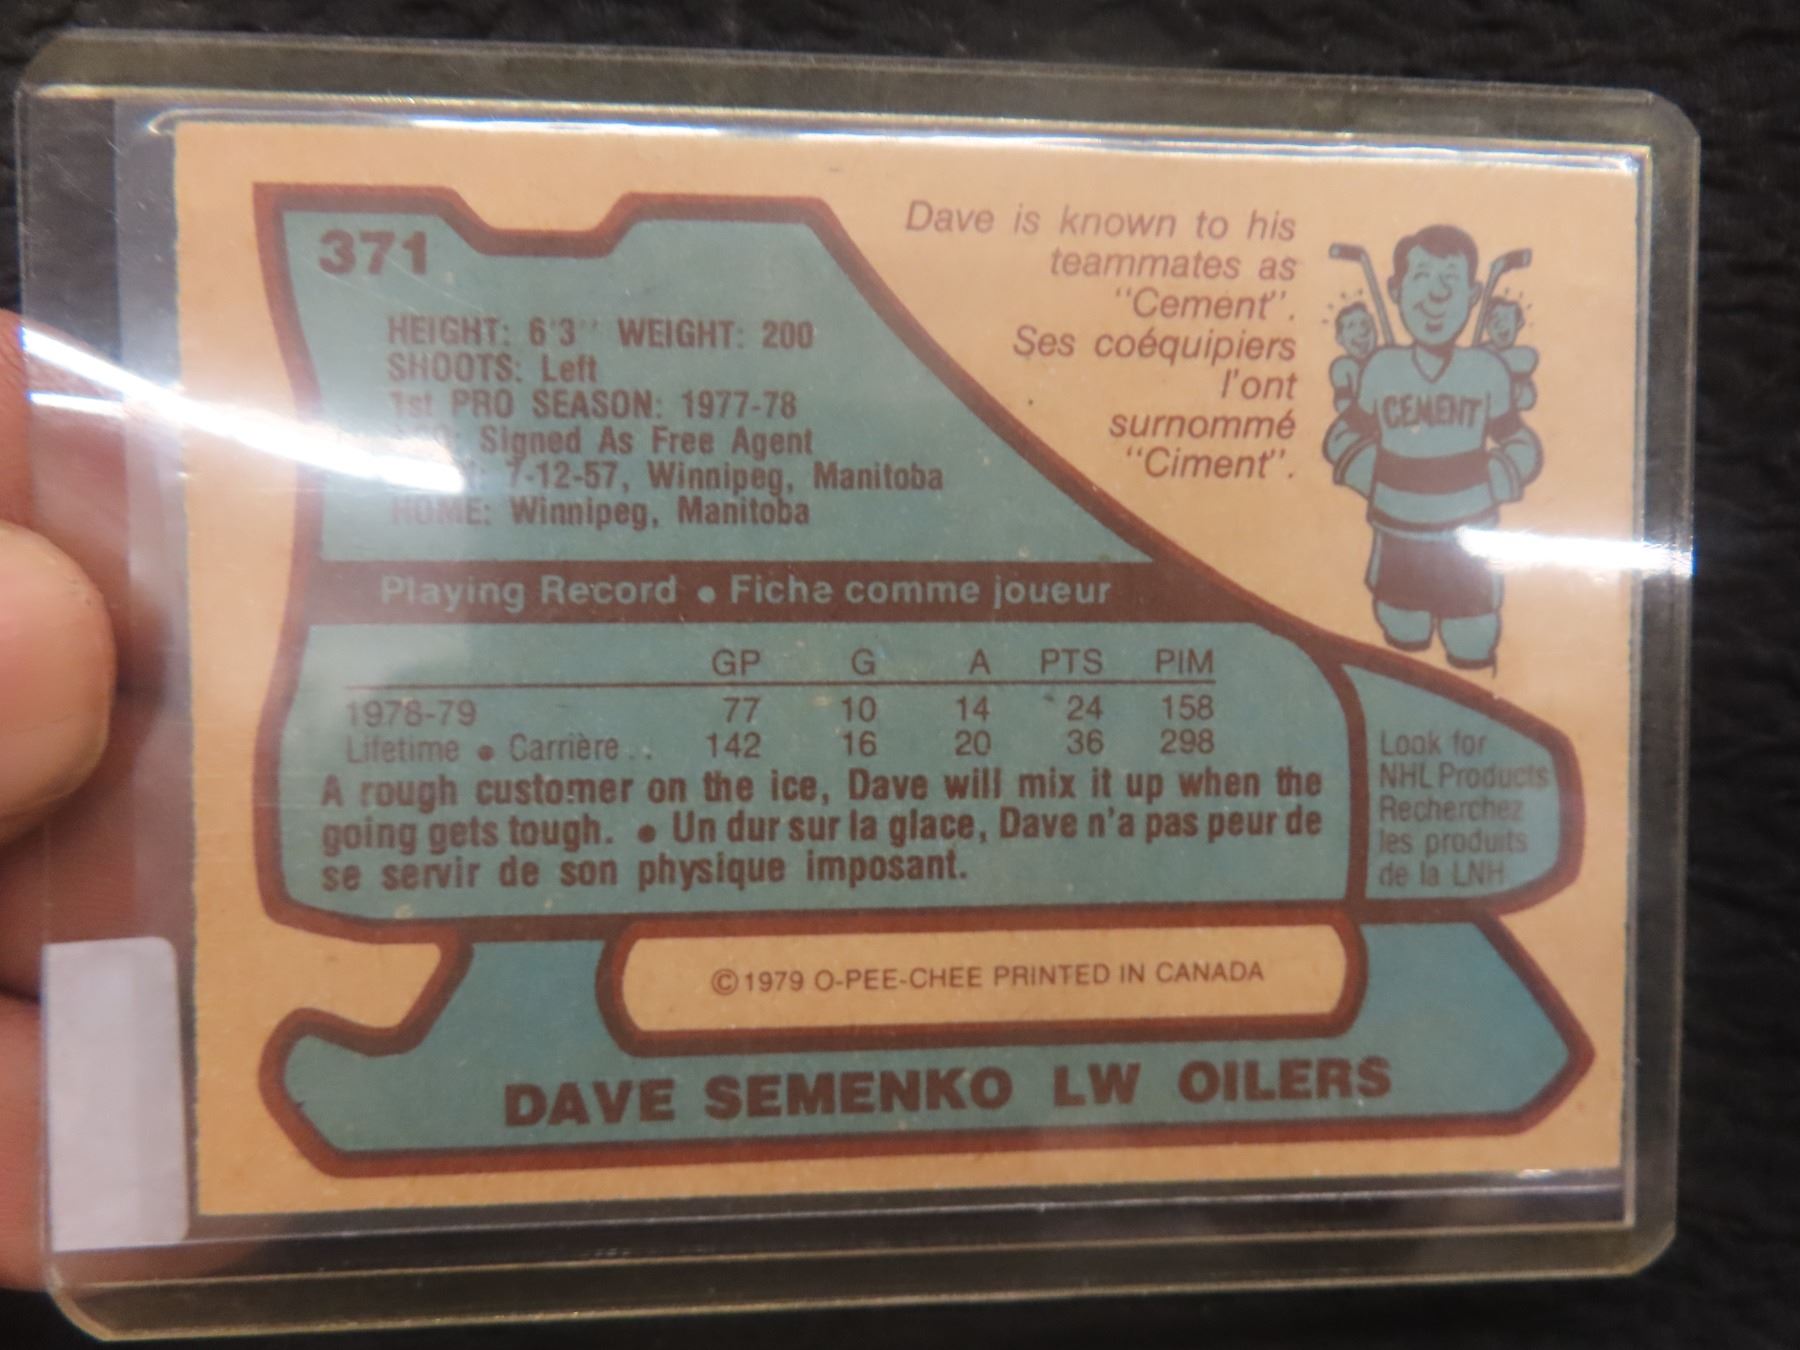 371
HEIGHT: 6'3" WEIGHT: 200
SHOOTS: Left
1st PRO SEASON: 1977-78
Signed As Free Agent
7-12-57, Winnipeg, Manitoba
HOME: Winnipeg, Manitoba
Dave is known to his
teammates as
"Cement".
Ses coéquipiers
l'ont
surnommé
"Ciment".
CEMENT
Playing Record • Fiche comme joueur
GP G A PTS PIM
1978-79 77 10 14 24 158
Lifetime • Carrière .. 142 16 20 36 298
A rough customer on the ice, Dave will mix it up when the
going gets tough. • Un dur sur la glace, Dave n'a pas peur de
se servir de son physique imposant.
Look for
NHL Products
Recherchez
les produits
de la LNH
©1979 O-PEE-CHEE PRINTED IN CANADA
DAVE SEMENKO LW OILERS